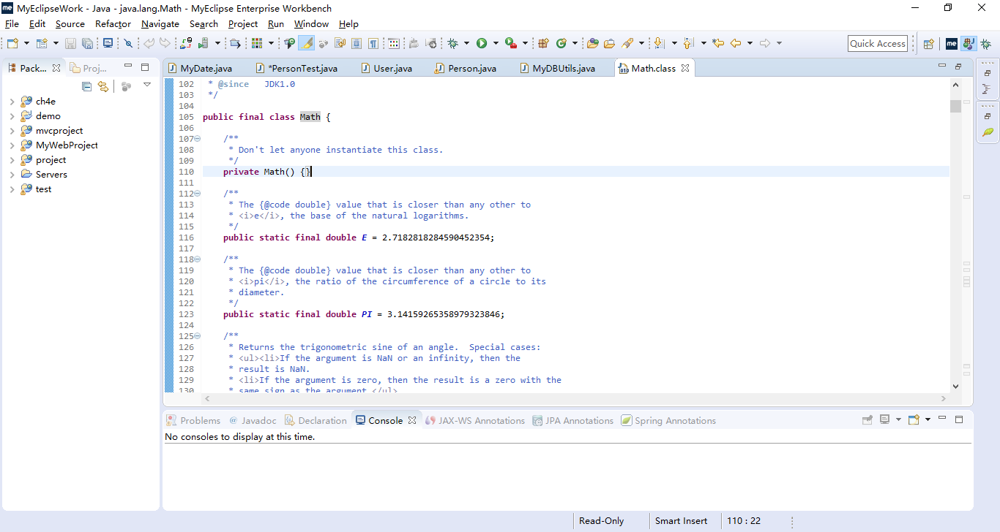 MyEclipseWork - Java - java.lang.Math - MyEclipse Enterprise Workbench
File Edit Source Refactor Navigate Search Project Run Window Help
Quick Access
me
Pack... Proj...
ch4e
demo
mvcproject
MyWebProject
project
Servers
test
MyDate.java *PersonTest.java User.java Person.java MyDBUtils.java Math.class
102 * @since   JDK1.0
103 */
104
105 public final class Math {
106
107 /**
108 * Don't let anyone instantiate this class.
109 */
110 private Math() {}
111
112 /**
113 * The {@code double} value that is closer than any other to
114 * <i>e</i>, the base of the natural logarithms.
115 */
116 public static final double E = 2.7182818284590452354;
117
118 /**
119 * The {@code double} value that is closer than any other to
120 * <i>pi</i>, the ratio of the circumference of a circle to its
121 * diameter.
122 */
123 public static final double PI = 3.14159265358979323846;
124
125 /**
126 * Returns the trigonometric sine of an angle.  Special cases:
127 * <ul><li>If the argument is NaN or an infinity, then the
128 * result is NaN.
129 * <li>If the argument is zero, then the result is a zero with the
130 * same sign as the argument.</ul>
Problems @ Javadoc Declaration Console JAX-WS Annotations JPA Annotations Spring Annotations
No consoles to display at this time.
Read-Only Smart Insert 110 : 22